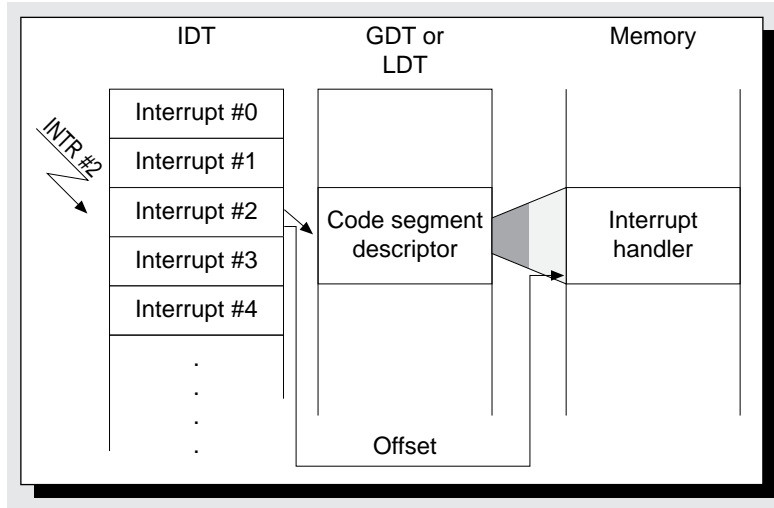 IDT
GDT or
LDT
Memory
INTR #2
Interrupt #0
Interrupt #1
Interrupt #2
Interrupt #3
Interrupt #4
.
.
.
.
Code segment
descriptor
Interrupt
handler
Offset